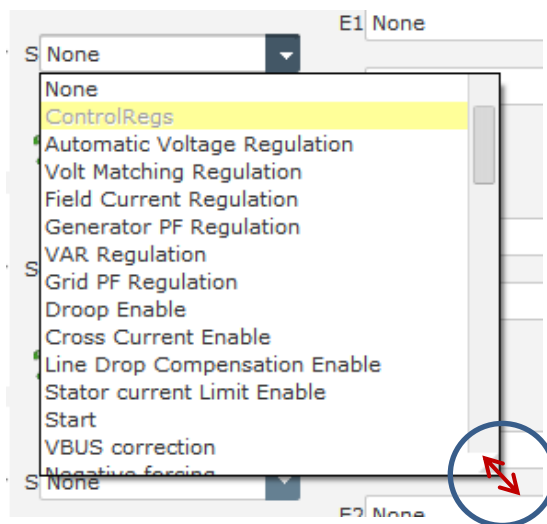 E1 None
S None
None
ControlRegs
Automatic Voltage Regulation
Volt Matching Regulation
Field Current Regulation
Generator PF Regulation
VAR Regulation
S
Grid PF Regulation
Droop Enable
Cross Current Enable
Line Drop Compensation Enable
Stator current Limit Enable
Start
VBUS correction
Negative forcing
S None
E2 None